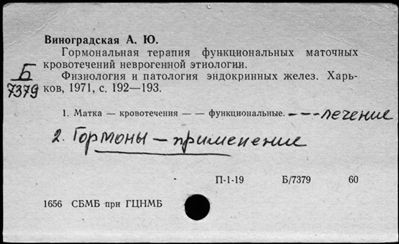 Виноградская А. Ю.
Гормональная терапия функциональных маточных
кровотечений неврогенной этиологии.
Б
7379
Физиология и патология эндокринных желез. Харь-
ков, 1971, с. 192—193.
1. Матка — кровотечения — — функциональные. — — — лечение
2. Гормоны — применение
П-1-19 Б/7379 60
1656 СБМБ при ГЦНМБ